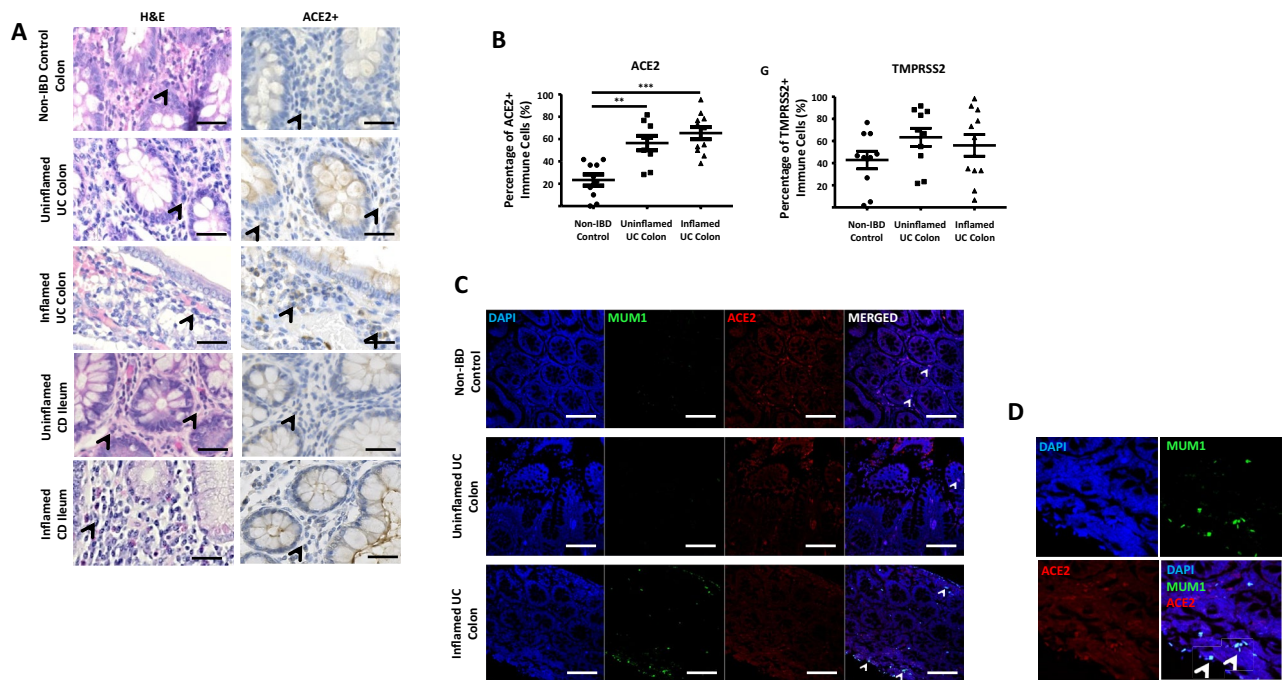 A
H&E
ACE2+
Non-IBD Control
Colon
Uninflamed
UC Colon
Inflamed
UC Colon
Uninflamed
CD Ileum
Inflamed
CD Ileum
B
ACE2
Percentage of ACE2+
Immune Cells (%)
100
80
60
40
20
**
***
Non-IBD
Control
Uninflamed
UC Colon
Inflamed
UC Colon
G
TMPRSS2
Percentage of TMPRSS2+
Immune Cells (%)
100
80
60
40
20
Non-IBD
Control
Uninflamed
UC Colon
Inflamed
UC Colon
C
DAPI
MUM1
ACE2
MERGED
Non-IBD
Control
Uninflamed UC
Colon
Inflamed UC
Colon
D
DAPI
MUM1
ACE2
DAPI
MUM1
ACE2